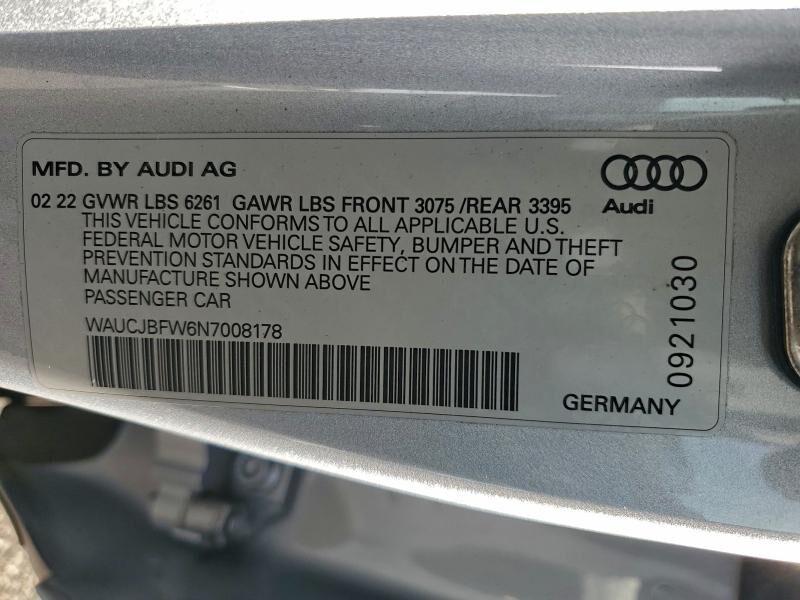 MFD. BY AUDI AG
Audi
02 22 GVWR LBS 6261 GAWR LBS FRONT 3075 /REAR 3395
THIS VEHICLE CONFORMS TO ALL APPLICABLE U.S.
FEDERAL MOTOR VEHICLE SAFETY, BUMPER AND THEFT
PREVENTION STANDARDS IN EFFECT ON THE DATE OF
MANUFACTURE SHOWN ABOVE
PASSENGER CAR
WAUCJBFW6N7008178
0921030
GERMANY